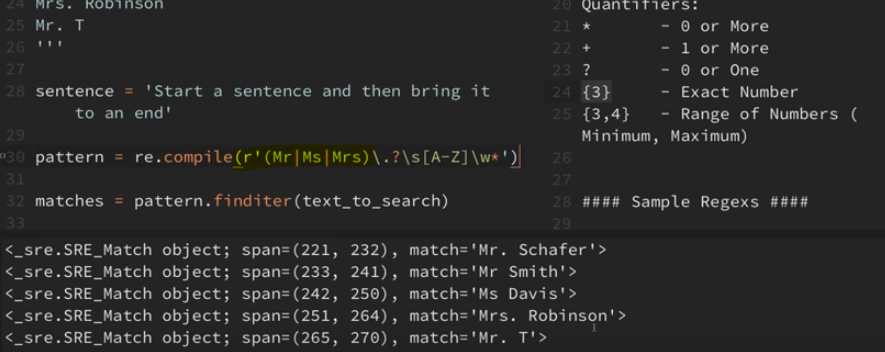 24 Mrs. Robinson
25 Mr. T
26 '''
27
28 sentence = 'Start a sentence and then bring it
to an end'
29
30 pattern = re.compile(r'(Mr|Ms|Mrs)\.?\s[A-Z]\w*')
31
32 matches = pattern.finditer(text_to_search)
33
20 Quantifiers:
21 * - 0 or More
22 + - 1 or More
23 ? - 0 or One
24 {3} - Exact Number
25 {3,4} - Range of Numbers (
Minimum, Maximum)
26
27
28 #### Sample Regexs ####
29
<_sre.SRE_Match object; span=(221, 232), match='Mr. Schafer'>
<_sre.SRE_Match object; span=(233, 241), match='Mr Smith'>
<_sre.SRE_Match object; span=(242, 250), match='Ms Davis'>
<_sre.SRE_Match object; span=(251, 264), match='Mrs. Robinson'>
<_sre.SRE_Match object; span=(265, 270), match='Mr. T'>